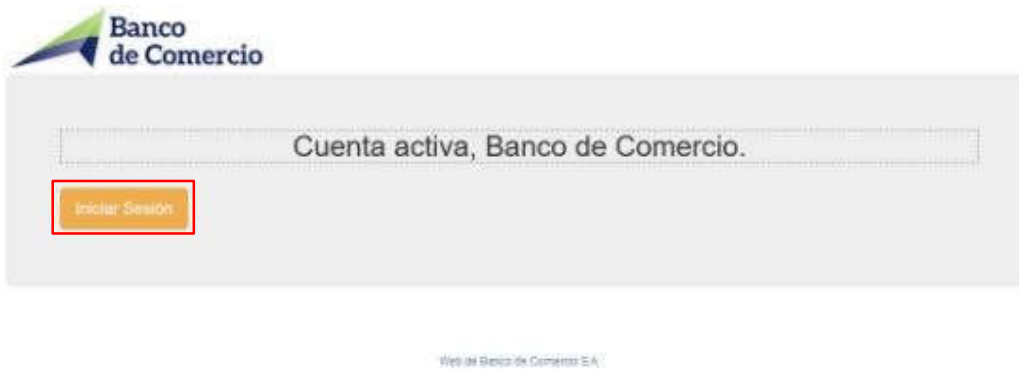 Banco
de Comercio
Cuenta activa, Banco de Comercio.
Iniciar Sesión
Web de Banco de Comercio S.A.